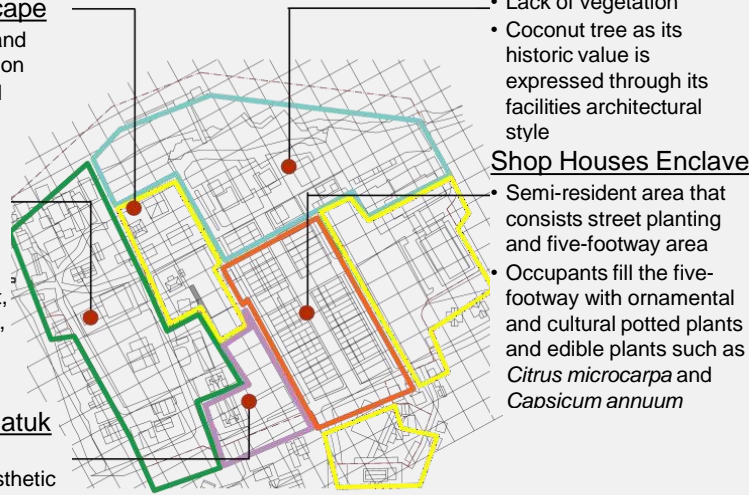 cape
and
on
• Lack of vegetation
• Coconut tree as its
historic value is
expressed through its
facilities architectural
style
Shop Houses Enclave
• Semi-resident area that
consists street planting
and five-footway area
• Occupants fill the five-
footway with ornamental
and cultural potted plants
and edible plants such as
Citrus microcarpa and
Capsicum annuum
atuk
sthetic